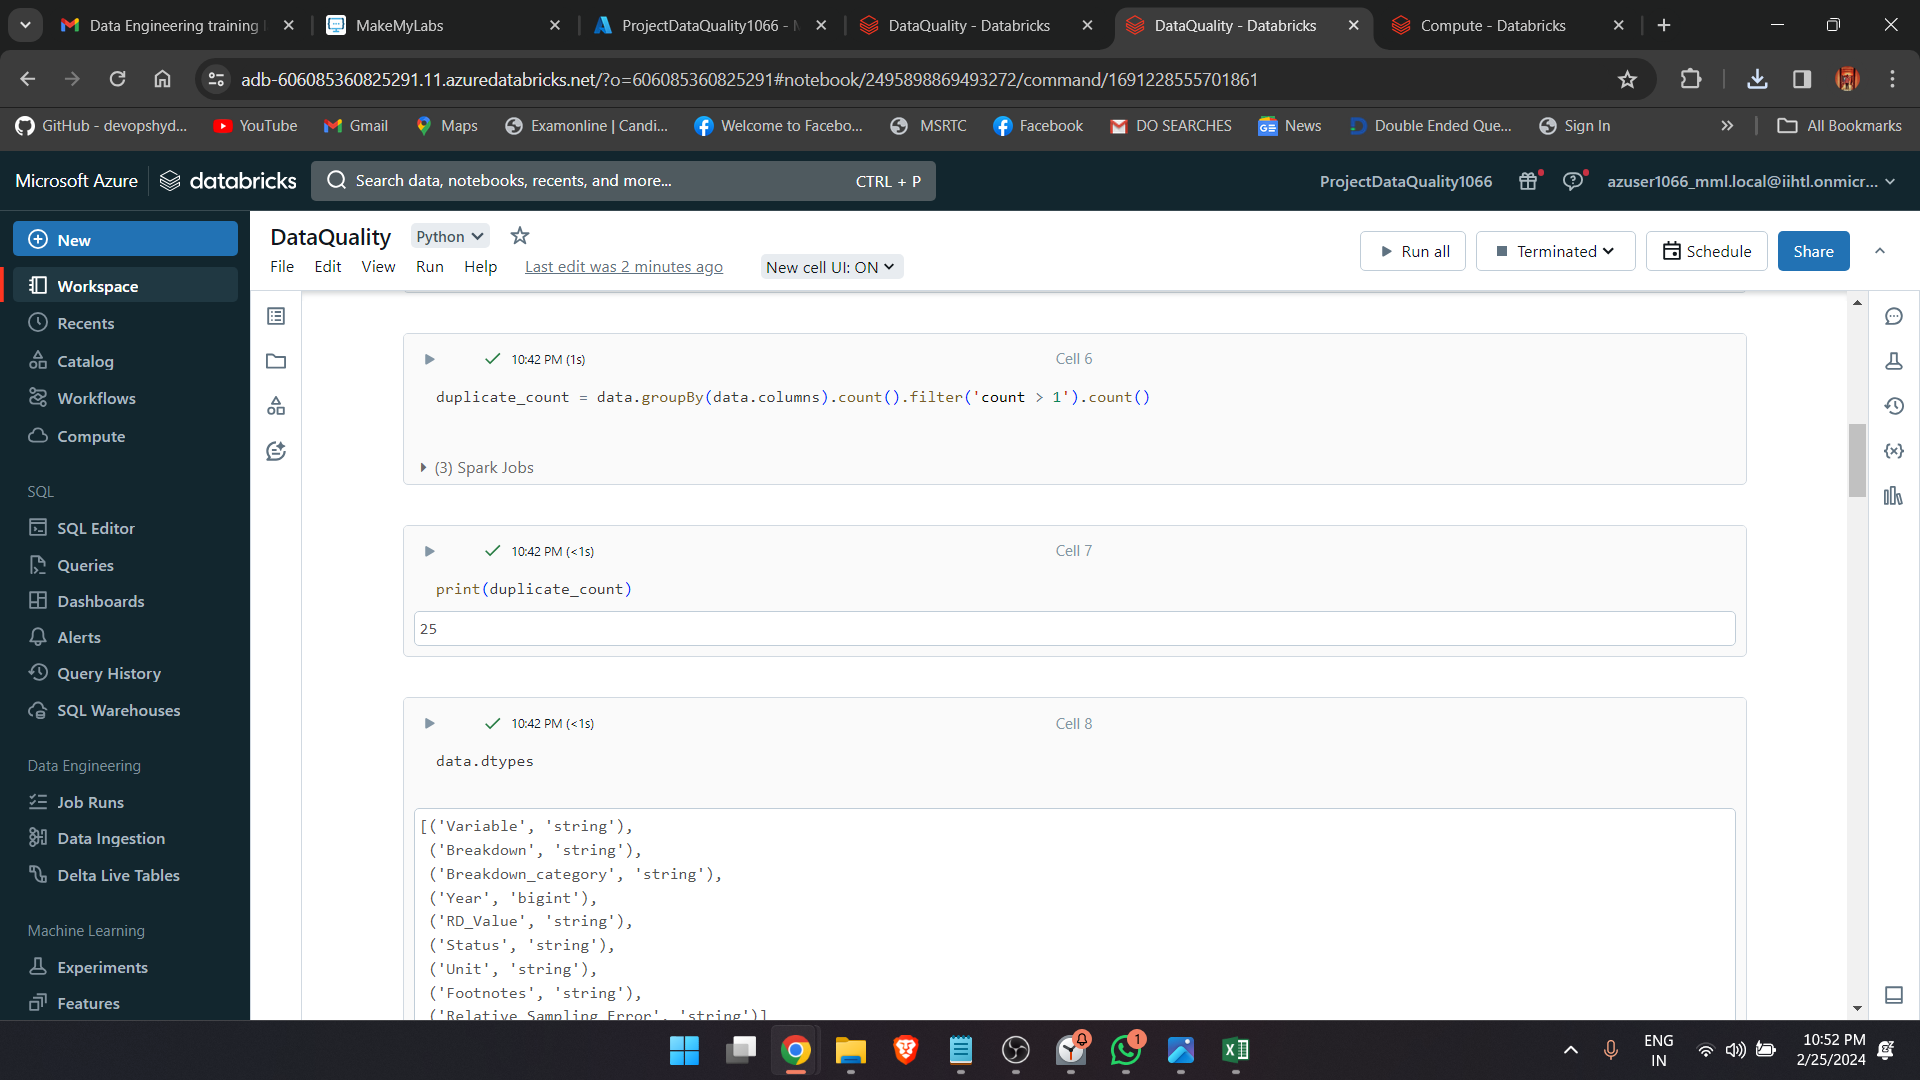 Data Engineering training
MakeMyLabs
ProjectDataQuality1066 -
DataQuality - Databricks
DataQuality - Databricks
Compute - Databricks
adb-606085360825291.11.azuredatabricks.net/?o=606085360825291#notebook/2495898869493272/command/1691228555701861
GitHub - devopshyd...
YouTube
Gmail
Maps
Examonline | Candi...
Welcome to Facebo...
MSRTC
Facebook
DO SEARCHES
News
Double Ended Que...
Sign In
All Bookmarks
Microsoft Azure
databricks
Search data, notebooks, recents, and more...
CTRL + P
ProjectDataQuality1066
azuser1066_mml.local@iihtl.onmicr...
New
Workspace
Recents
Catalog
Workflows
Compute
SQL
SQL Editor
Queries
Dashboards
Alerts
Query History
SQL Warehouses
Data Engineering
Job Runs
Data Ingestion
Delta Live Tables
Machine Learning
Experiments
Features
DataQuality
Python
File
Edit
View
Run
Help
Last edit was 2 minutes ago
New cell UI: ON
Run all
Terminated
Schedule
Share
10:42 PM (1s)
Cell 6
duplicate_count = data.groupBy(data.columns).count().filter('count > 1').count()
(3) Spark Jobs
10:42 PM (<1s)
Cell 7
print(duplicate_count)
25
10:42 PM (<1s)
Cell 8
data.dtypes
[('Variable', 'string'),
('Breakdown', 'string'),
('Breakdown_category', 'string'),
('Year', 'bigint'),
('RD_Value', 'string'),
('Status', 'string'),
('Unit', 'string'),
('Footnotes', 'string'),
('Relative Sampling Error', 'string')]
1
ENG
IN
10:52 PM
2/25/2024